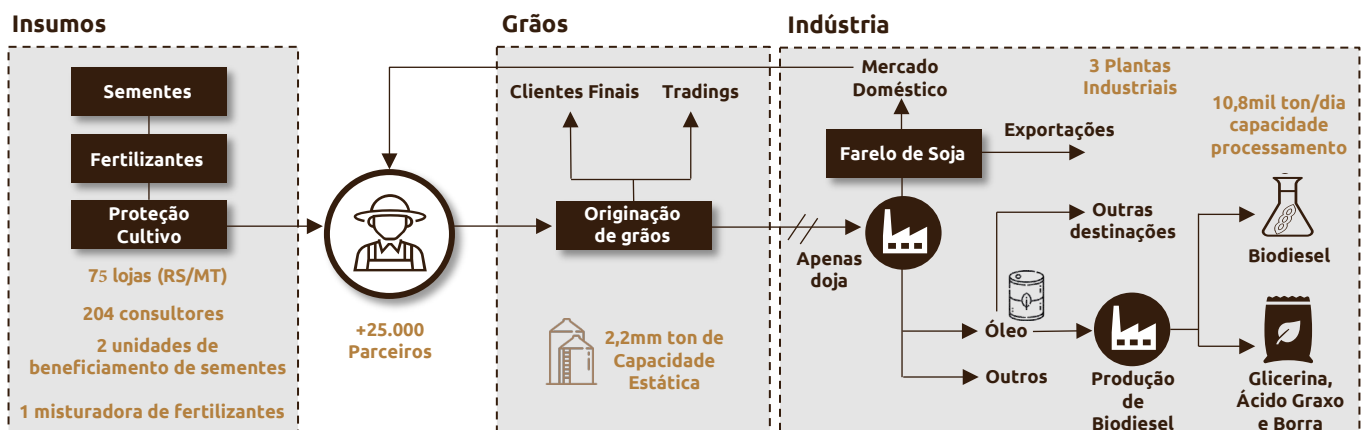 Insumos
Sementes
Fertilizantes
Proteção
Cultivo
75 lojas (RS/MT)
204 consultores
2 unidades de
beneficiamento de sementes
1 misturadora de fertilizantes
+25.000
Parceiros
Grãos
Clientes Finais
Tradings
Originação
de grãos
2,2mm ton de
Capacidade
Estática
Indústria
Mercado
Doméstico
3 Plantas
Industriais
10,8mil ton/dia
capacidade
processamento
Farelo de Soja
Exportações
Apenas
doja
Outras
destinações
Óleo
Outros
Produção
de
Biodiesel
Biodiesel
Glicerina,
Ácido Graxo
e Borra